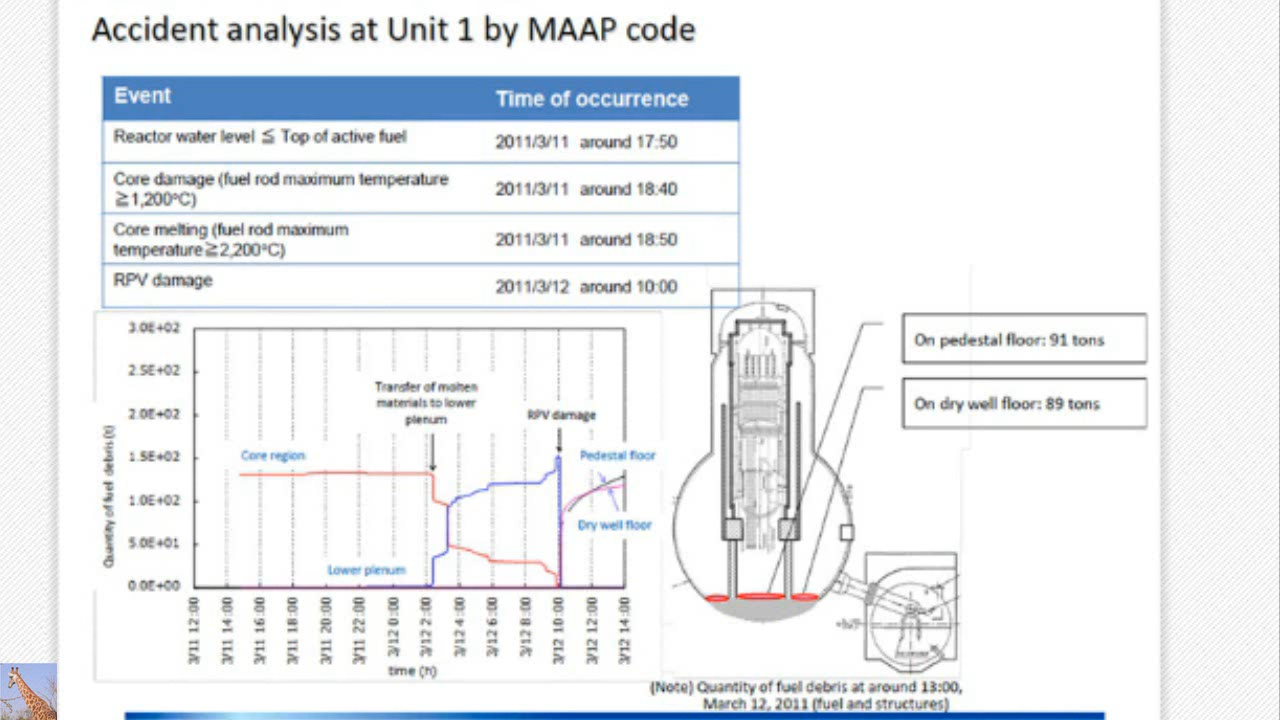 Accident analysis at Unit 1 by MAAP code
Event Time of occurrence
Reactor water level ≦ Top of active fuel 2011/3/11 around 17:50
Core damage (fuel rod maximum temperature
≧1,200°C) 2011/3/11 around 18:40
Core melting (fuel rod maximum
temperature≧2,200°C) 2011/3/11 around 18:50
RPV damage 2011/3/12 around 10:00
3.0E+02
2.5E+02
2.0E+02
1.5E+02
1.0E+02
5.0E+01
0.0E+00
Quantity of fuel debris (t)
Core region
Transfer of molten
materials to lower
plenum
RPV damage
Pedestal floor
Dry well floor
Lower plenum
3/11 12:00
3/11 14:00
3/11 16:00
3/11 18:00
3/11 20:00
3/11 22:00
3/12 0:00
3/12 2:00
3/12 4:00
3/12 6:00
3/12 8:00
3/12 10:00
3/12 12:00
3/12 14:00
time (h)
On pedestal floor: 91 tons
On dry well floor: 89 tons
(Note) Quantity of fuel debris at around 13:00,
March 12, 2011 (fuel and structures)